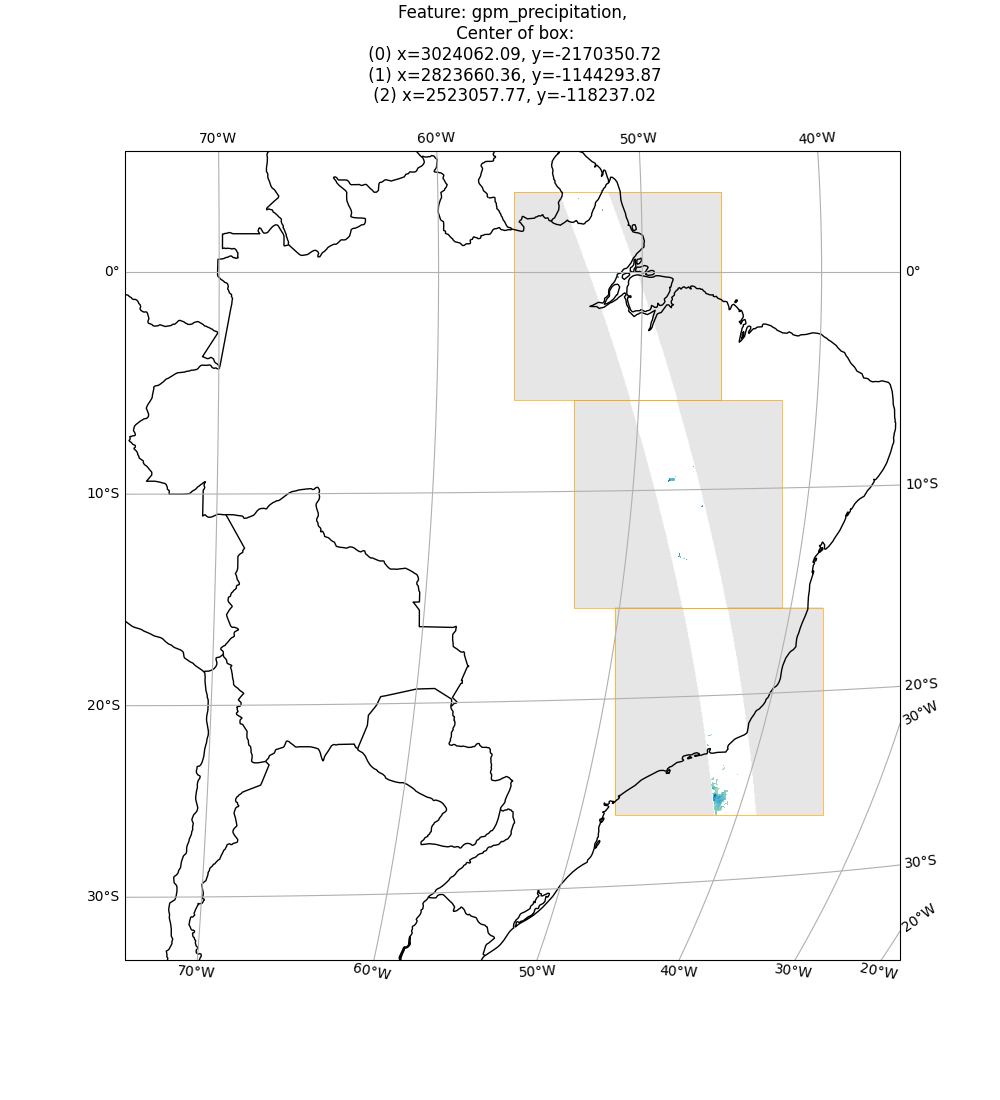 Feature: gpm_precipitation,
Center of box:
(0) x=3024062.09, y=-2170350.72
(1) x=2823660.36, y=-1144293.87
(2) x=2523057.77, y=-118237.02
70°W 60°W 50°W 40°W
0° 0°
10°S 10°S
20°S 20°S
30°W
30°S 30°S
20°W
70°W 60°W 50°W 40°W 30°W 20°W